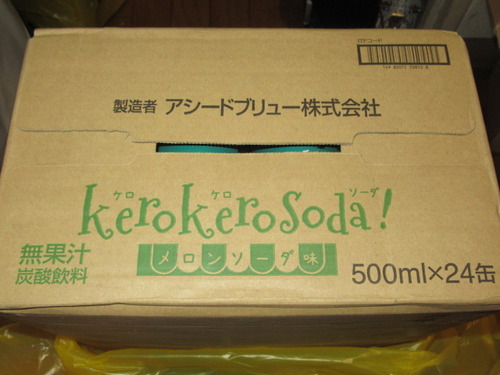 製造者 アシードブリュー株式会社
ケロ ケロ ソーダ
kerokerosoda!
メロンソーダ味
無果汁
炭酸飲料
500ml×24缶